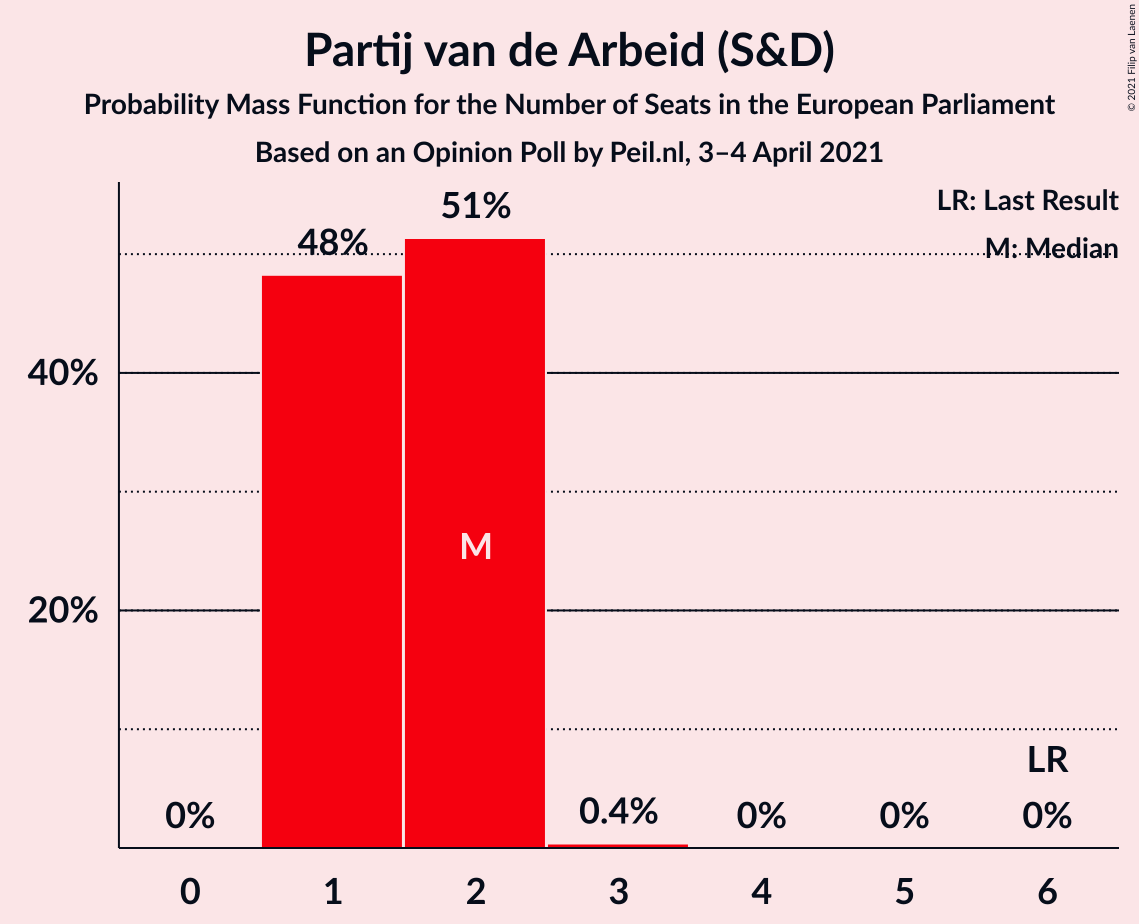 Partij van de Arbeid (S&D)
Probability Mass Function for the Number of Seats in the European Parliament
Based on an Opinion Poll by Peil.nl, 3–4 April 2021
© 2021 Filip van Laenen
LR: Last Result
M: Median
51%
48%
40%
M
20%
LR
0%
0.4%
0%
0%
0%
0
1
2
3
4
5
6